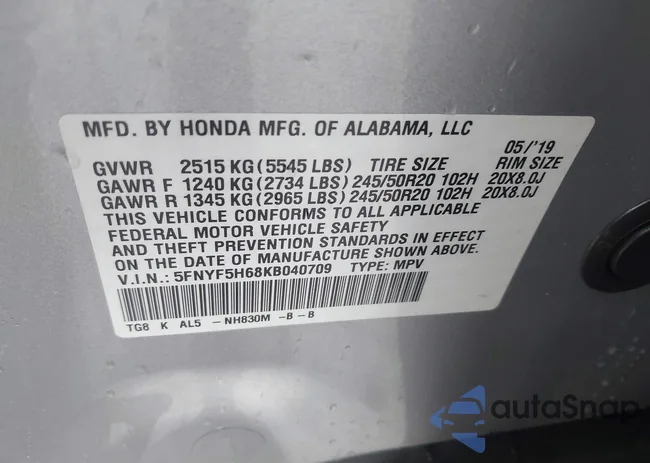 MFD. BY HONDA MFG. OF ALABAMA, LLC
05/'19
GVWR 2515 KG (5545 LBS) TIRE SIZE RIM SIZE
GAWR F 1240 KG (2734 LBS) 245/50R20 102H 20X8.0J
GAWR R 1345 KG (2965 LBS) 245/50R20 102H 20X8.0J
THIS VEHICLE CONFORMS TO ALL APPLICABLE
FEDERAL MOTOR VEHICLE SAFETY
AND THEFT PREVENTION STANDARDS IN EFFECT
ON THE DATE OF MANUFACTURE SHOWN ABOVE.
V.I.N.: 5FNYF5H68KB040709 TYPE: MPV
TG8 K AL5 -NH830M -B-B
autoSnap